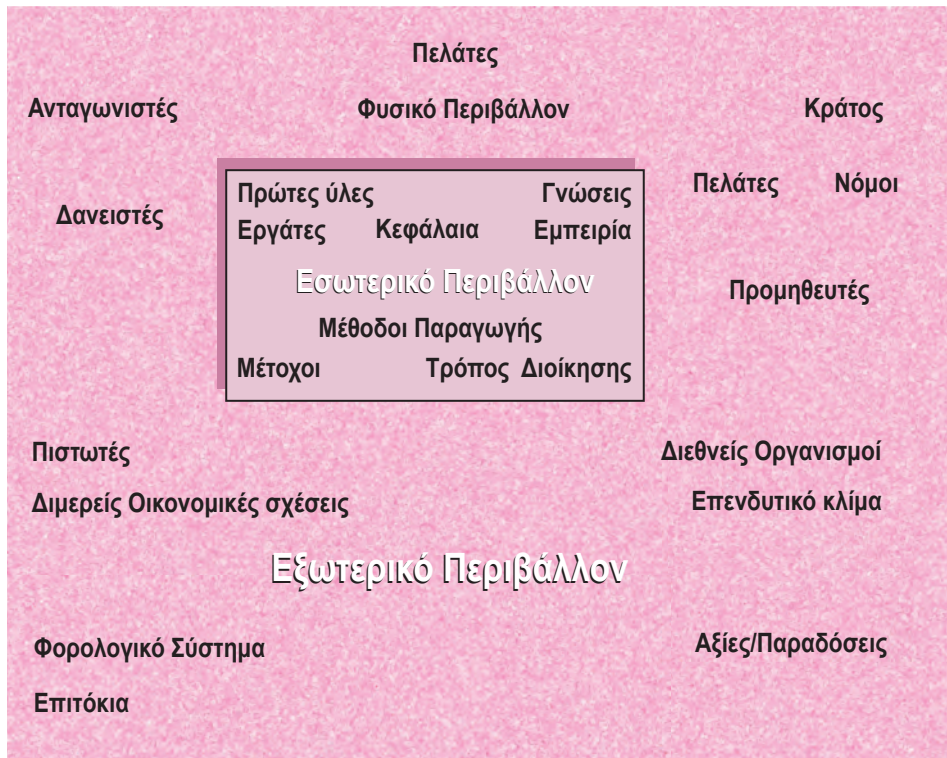 Πελάτες
Ανταγωνιστές Φυσικό Περιβάλλον Κράτος
Πελάτες Νόμοι
Δανειστές
Πρώτες ύλες Γνώσεις
Εργάτες Κεφάλαια Εμπειρία
Εσωτερικό Περιβάλλον
Μέθοδοι Παραγωγής
Μέτοχοι Τρόπος Διοίκησης
Προμηθευτές
Πιστωτές Διεθνείς Οργανισμοί
Διμερείς Οικονομικές σχέσεις Επενδυτικό κλίμα
Εξωτερικό Περιβάλλον
Φορολογικό Σύστημα Αξίες/Παραδόσεις
Επιτόκια